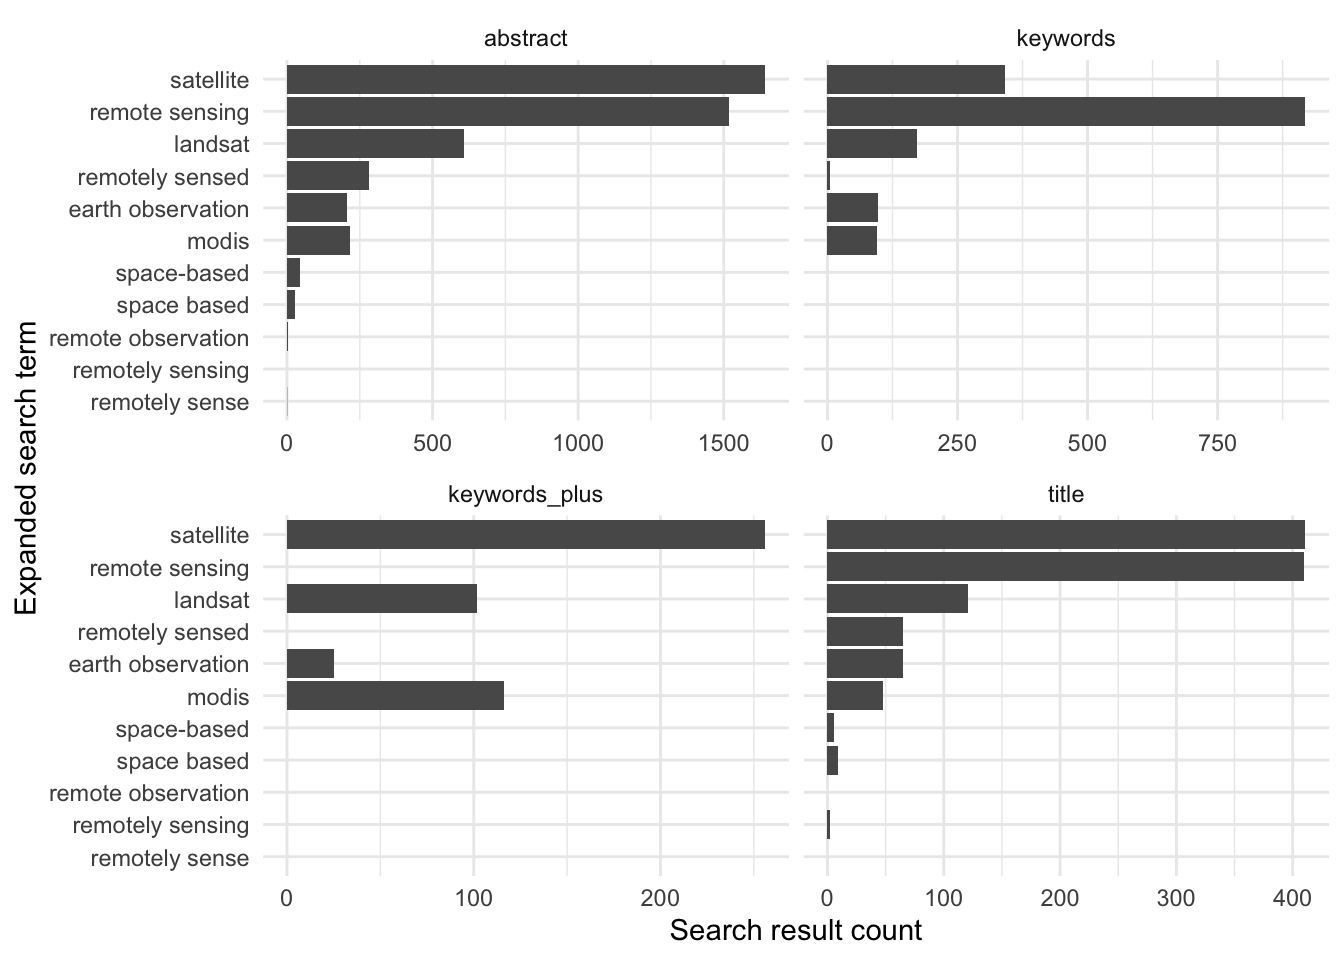 abstract
keywords
satellite
remote sensing
landsat
remotely sensed
earth observation
modis
space-based
space based
remote observation
remotely sensing
remotely sense
0 500 1000 1500
0 250 500 750
keywords_plus
title
satellite
remote sensing
landsat
remotely sensed
earth observation
modis
space-based
space based
remote observation
remotely sensing
remotely sense
0 100 200
0 100 200 300 400
Expanded search term
Search result count